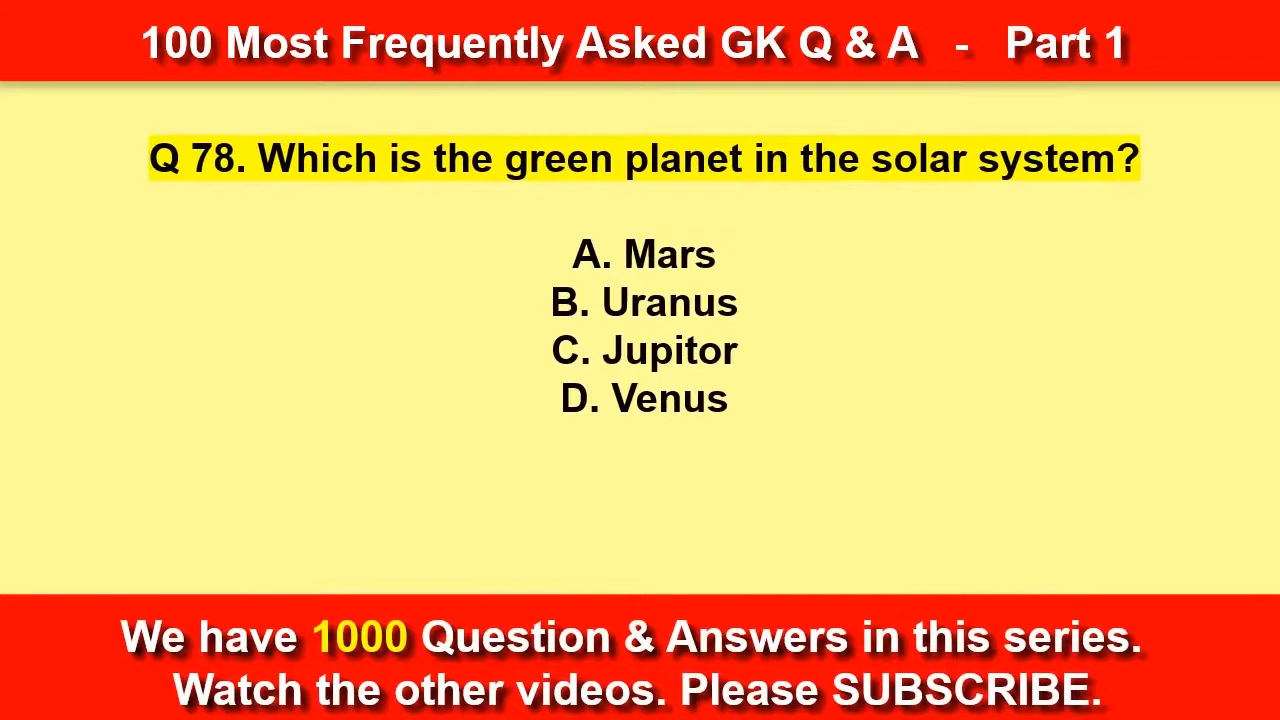 100 Most Frequently Asked GK Q & A - Part 1
Q 78. Which is the green planet in the solar system?
A. Mars
B. Uranus
C. Jupitor
D. Venus
We have 1000 Question & Answers in this series.
Watch the other videos. Please SUBSCRIBE.